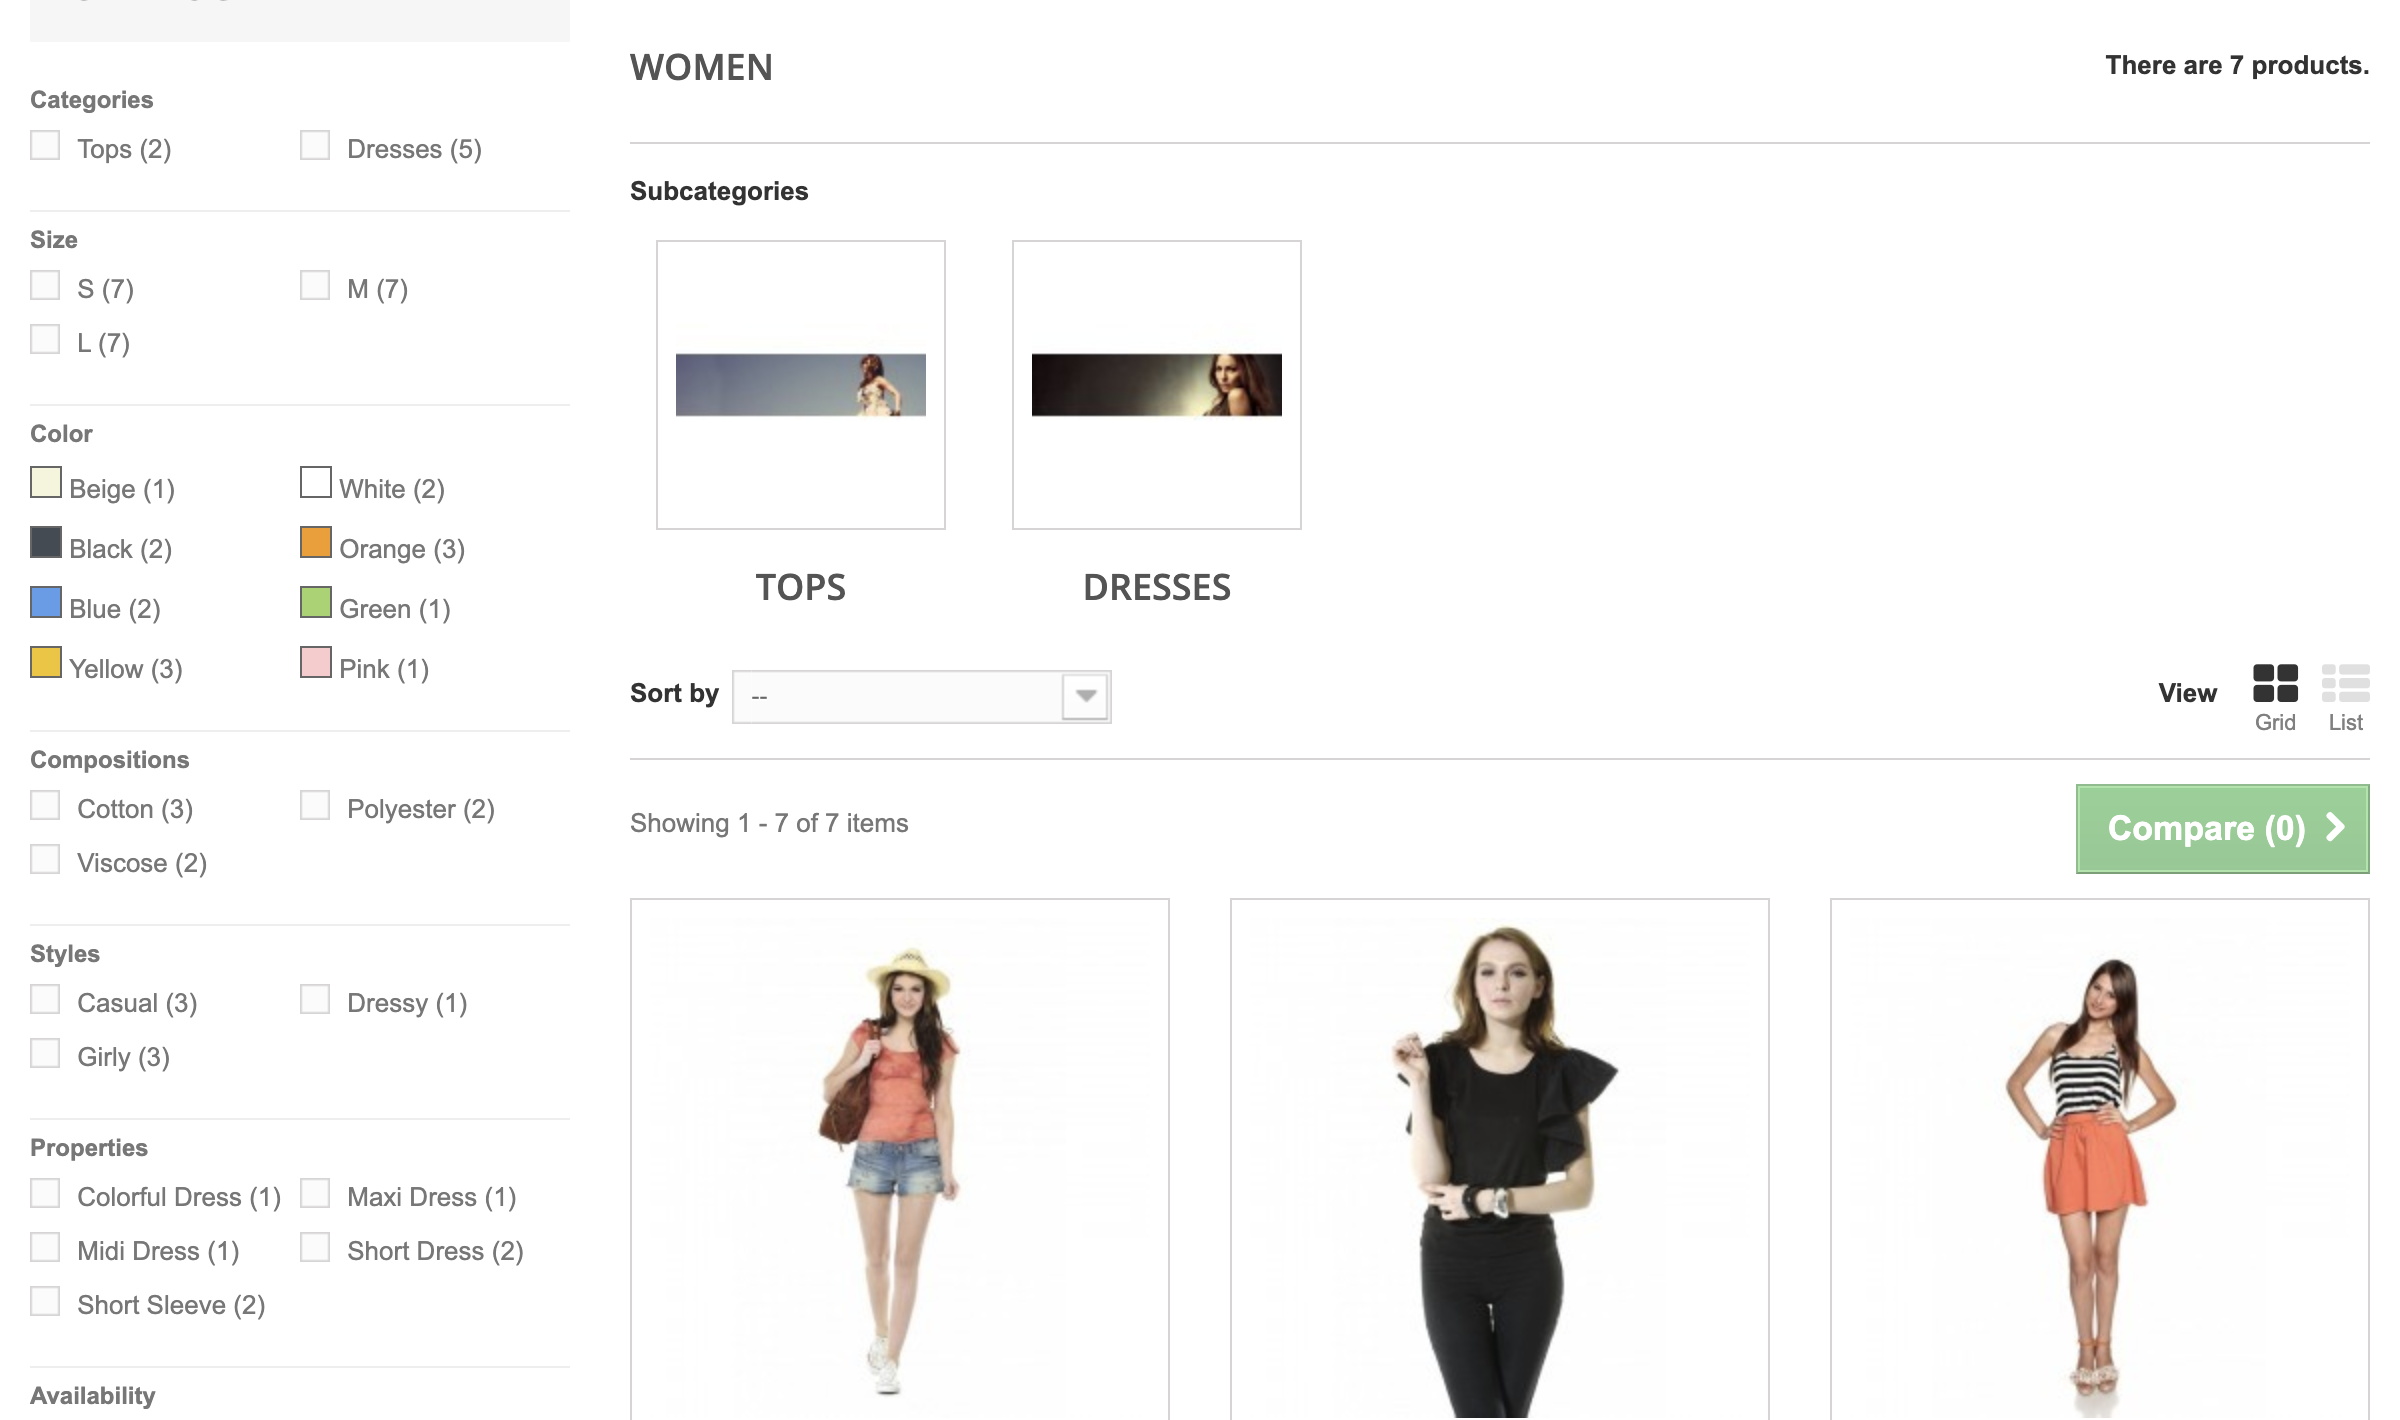 Categories
Tops (2)
Dresses (5)
Size
S (7)
M (7)
L (7)
Color
Beige (1)
White (2)
Black (2)
Orange (3)
Blue (2)
Green (1)
Yellow (3)
Pink (1)
Compositions
Cotton (3)
Polyester (2)
Viscose (2)
Styles
Casual (3)
Dressy (1)
Girly (3)
Properties
Colorful Dress (1)
Maxi Dress (1)
Midi Dress (1)
Short Dress (2)
Short Sleeve (2)
Availability
WOMEN
There are 7 products.
Subcategories
TOPS
DRESSES
Sort by
--
View
Grid
List
Showing 1 - 7 of 7 items
Compare (0)